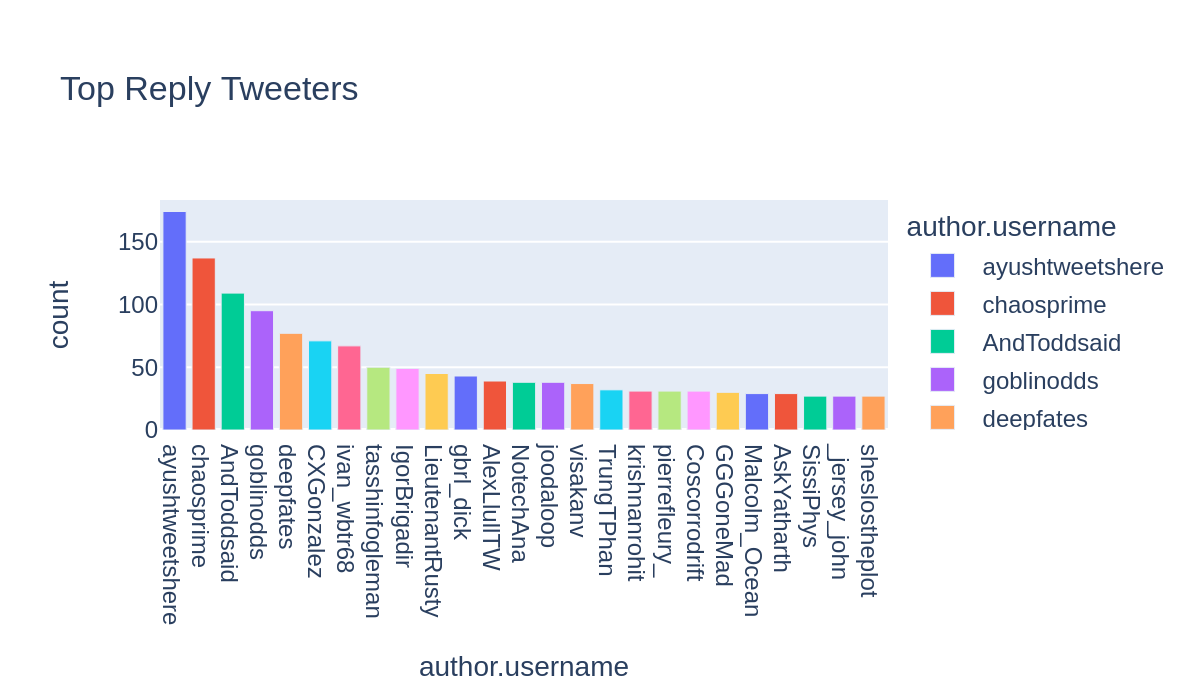 Top Reply Tweeters
count
150
100
50
0
ayushtweetshere
chaosprime
AndToddsaid
goblinodds
deepfates
CXGonzalez
ivan_wbtr68
tasshinfogleman
IgorBrigadir
LieutenantRusty
gbrl_dick
AlexLlullTW
NotechAna
joodaloop
visakanv
TrungTPhan
krishnanrohit
pierrefleury_
Coscorrodrift
GGGoneMad
Malcolm_Ocean
AskYatharth
SissiPhys
_jersey_john
sheslostheplot
author.username
author.username
ayushtweetshere
chaosprime
AndToddsaid
goblinodds
deepfates